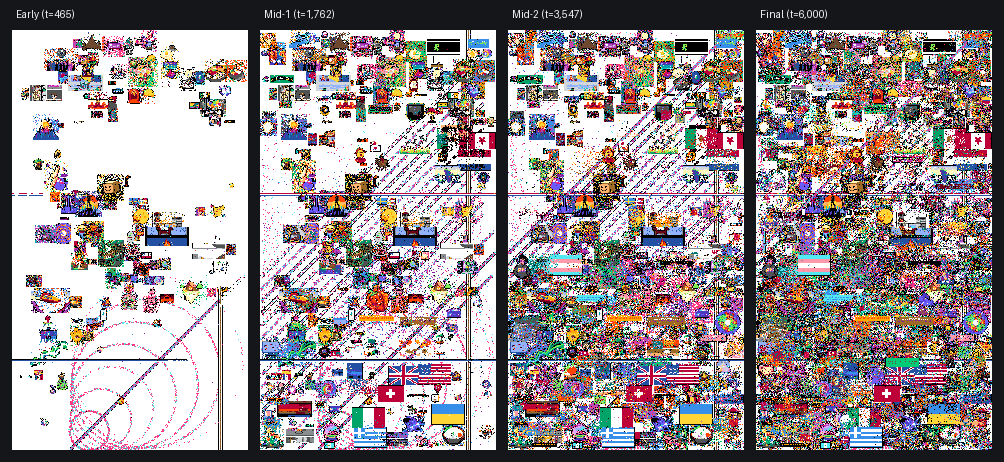 Early (t=465)
Mid-1 (t=1,762)
Mid-2 (t=3,547)
Final (t=6,000)